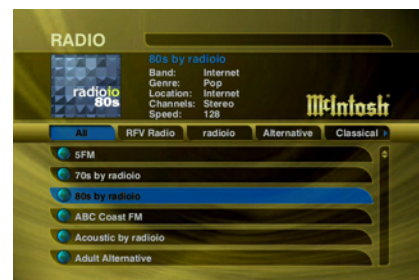 RADIO
80s by radioio
Band: Internet
Genre: Pop
Location: Internet
Channels: Stereo
Speed: 128
radioio
80s
McIntosh
All RFV Radio radioio Alternative Classical
5FM
70s by radioio
80s by radioio
ABC Coast FM
Acoustic by radioio
Adult Alternative